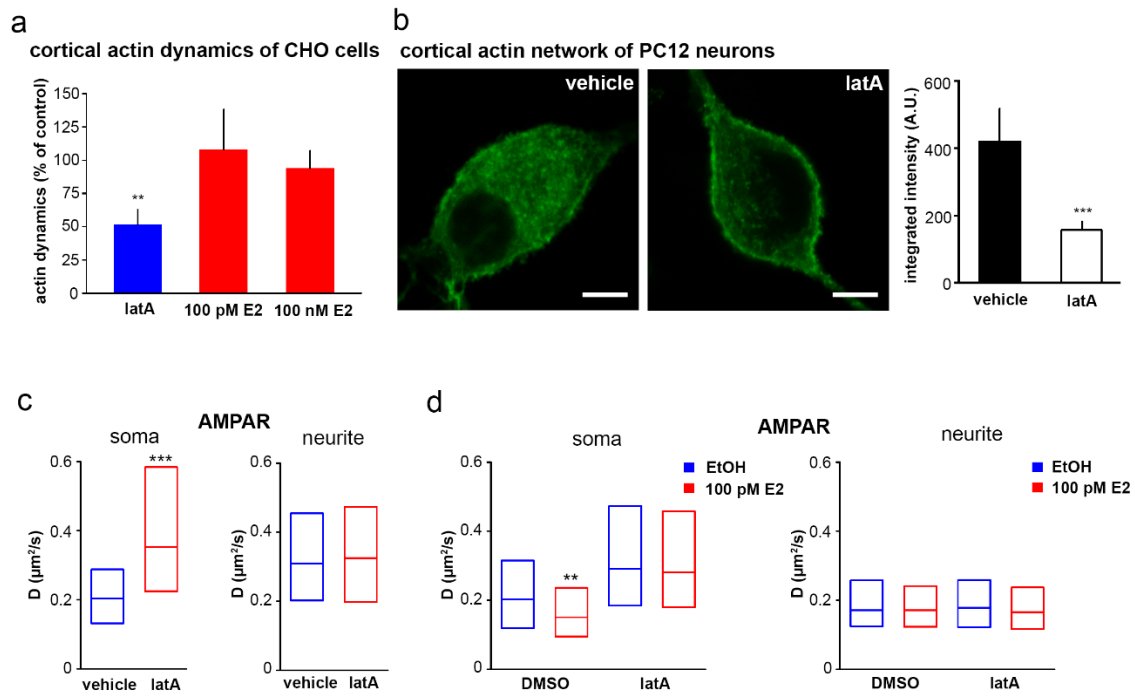 a
cortical actin dynamics of CHO cells
actin dynamics (% of control)
150
125
100
75
50
25
0
**
latA
100 pM E2
100 nM E2
b
cortical actin network of PC12 neurons
vehicle
latA
integrated intensity (A.U.)
600
400
200
0
***
vehicle
latA
c
AMPAR
soma
neurite
D (µm²/s)
0.6
0.4
0.2
0
***
vehicle
latA
D (µm²/s)
0.6
0.4
0.2
0
vehicle
latA
d
AMPAR
soma
neurite
EtOH
100 pM E2
D (µm²/s)
0.6
0.4
0.2
0
**
DMSO
latA
EtOH
100 pM E2
D (µm²/s)
0.6
0.4
0.2
0
DMSO
latA